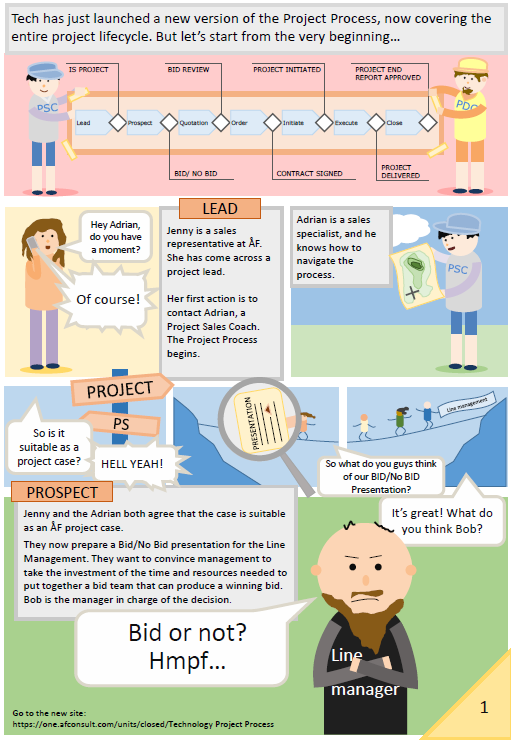 Tech has just launched a new version of the Project Process, now covering the
entire project lifecycle. But let's start from the very beginning...
IS PROJECT
BID REVIEW
PROJECT INITIATED
PROJECT END
REPORT APPROVED
PSC
PDC
Lead
Prospect
Quotation
Order
Initiate
Execute
Close
BID/ NO BID
CONTRACT SIGNED
PROJECT
DELIVERED
Hey Adrian,
do you have
a moment?
Of course!
LEAD
Jenny is a sales
representative at ÅF.
She has come across a
project lead.
Her first action is to
contact Adrian, a
Project Sales Coach.
The Project Process
begins.
Adrian is a sales
specialist, and he
knows how to
navigate the
process.
PSC
PROJECT
PS
So is it
suitable as a
project case?
HELL YEAH!
PRESENTATION
Line management
So what do you guys think
of our BID/No BID
Presentation?
It's great! What do
you think Bob?
PROSPECT
Jenny and the Adrian both agree that the case is suitable
as an ÅF project case.
They now prepare a Bid/No Bid presentation for the Line
Management. They want to convince management to
take the investment of the time and resources needed to
put together a bid team that can produce a winning bid.
Bob is the manager in charge of the decision.
Bid or not?
Hmpf...
Line
manager
Go to the new site:
https://one.afconsult.com/units/closed/Technology Project Process
1